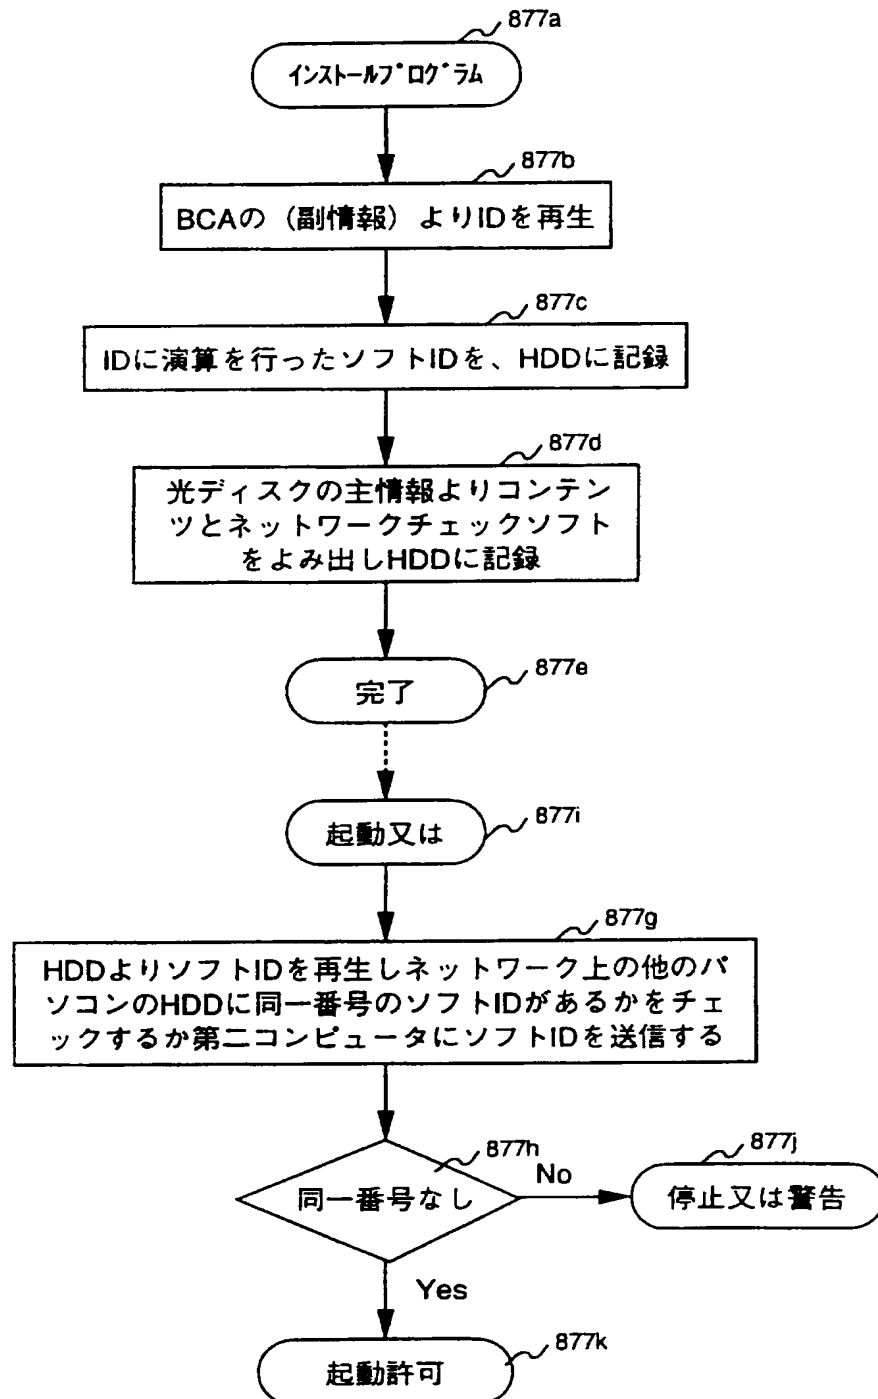 877a
インストールプログラム
877b
BCAの（副情報）よりIDを再生
877c
IDに演算を行ったソフトIDを、HDDに記録
877d
光ディスクの主情報よりコンテン
ツとネットワークチェックソフト
をよみ出しHDDに記録
877e
完了
877i
起動又は
877g
HDDよりソフトIDを再生しネットワーク上の他のパ
ソコンのHDDに同一番号のソフトIDがあるかをチェ
ックするか第二コンピュータにソフトIDを送信する
877h
同一番号なし
No
877j
停止又は警告
Yes
877k
起動許可